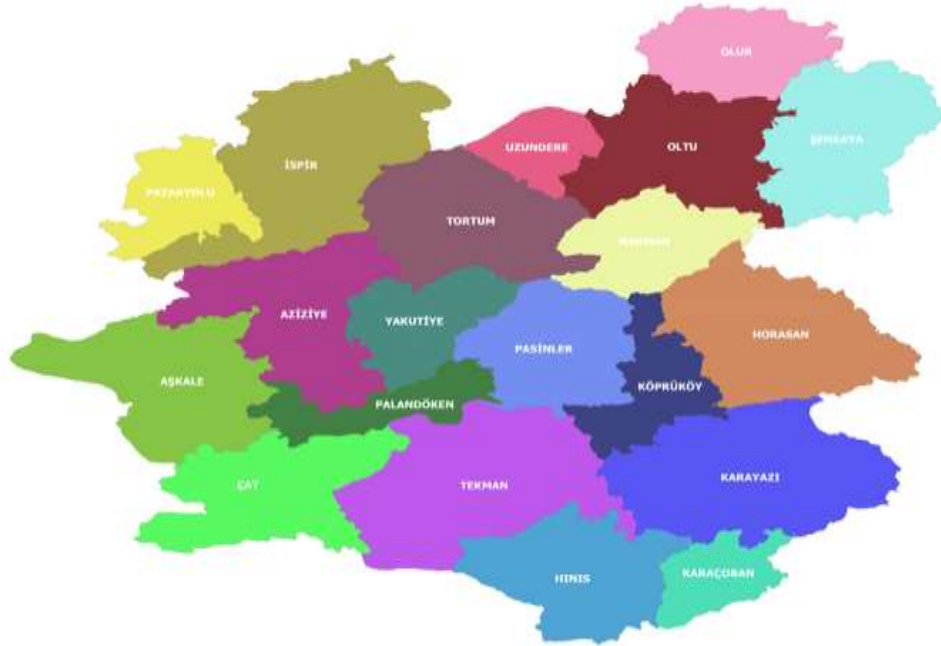 OLUR
ŞENKAYA
UZUNDERE
OLTU
İSPİR
PAZARYOLU
TORTUM
NARMAN
AZİZİYE
YAKUTİYE
HORASAN
PASİNLER
AŞKALE
KÖPRÜKÖY
PALANDÖKEN
KARAYAZI
ÇAT
TEKMAN
HINIS
KARAÇOBAN